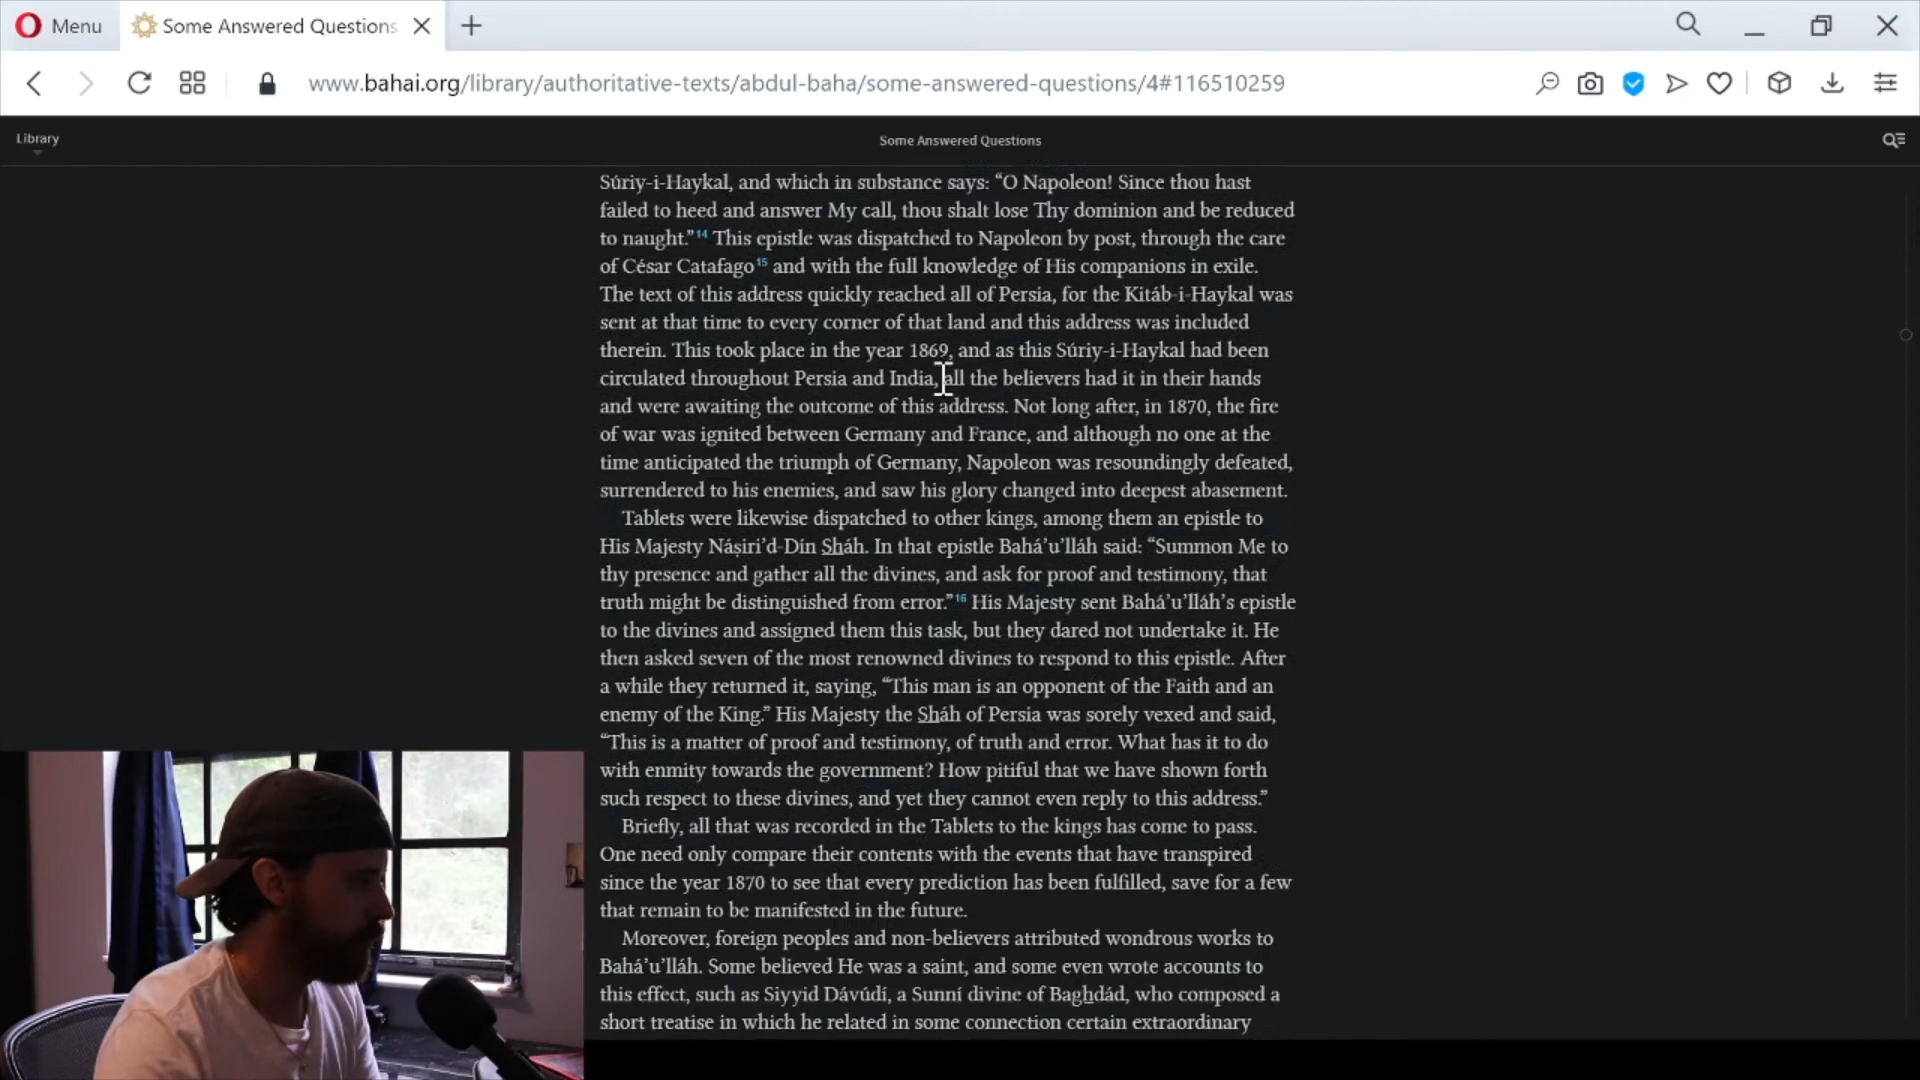 Menu
Some Answered Questions
www.bahai.org/library/authoritative-texts/abdul-baha/some-answered-questions/4#116510259
Library
Some Answered Questions
Súriy-i-Haykal, and which in substance says: “O Napoleon! Since thou hast
failed to heed and answer My call, thou shalt lose Thy dominion and be reduced
to naught.”14 This epistle was dispatched to Napoleon by post, through the care
of César Catafago15 and with the full knowledge of His companions in exile.
The text of this address quickly reached all of Persia, for the Kitáb-i-Haykal was
sent at that time to every corner of that land and this address was included
therein. This took place in the year 1869, and as this Súriy-i-Haykal had been
circulated throughout Persia and India, all the believers had it in their hands
and were awaiting the outcome of this address. Not long after, in 1870, the fire
of war was ignited between Germany and France, and although no one at the
time anticipated the triumph of Germany, Napoleon was resoundingly defeated,
surrendered to his enemies, and saw his glory changed into deepest abasement.
Tablets were likewise dispatched to other kings, among them an epistle to
His Majesty Náṣiri’d-Dín Sháh. In that epistle Bahá’u’lláh said: “Summon Me to
thy presence and gather all the divines, and ask for proof and testimony, that
truth might be distinguished from error.”16 His Majesty sent Bahá’u’lláh’s epistle
to the divines and assigned them this task, but they dared not undertake it. He
then asked seven of the most renowned divines to respond to this epistle. After
a while they returned it, saying, “This man is an opponent of the Faith and an
enemy of the King.” His Majesty the Sháh of Persia was sorely vexed and said,
“This is a matter of proof and testimony, of truth and error. What has it to do
with enmity towards the government? How pitiful that we have shown forth
such respect to these divines, and yet they cannot even reply to this address.”
Briefly, all that was recorded in the Tablets to the kings has come to pass.
One need only compare their contents with the events that have transpired
since the year 1870 to see that every prediction has been fulfilled, save for a few
that remain to be manifested in the future.
Moreover, foreign peoples and non-believers attributed wondrous works to
Bahá’u’lláh. Some believed He was a saint, and some even wrote accounts to
this effect, such as Siyyid Dávúdí, a Sunní divine of Baghdád, who composed a
short treatise in which he related in some connection certain extraordinary